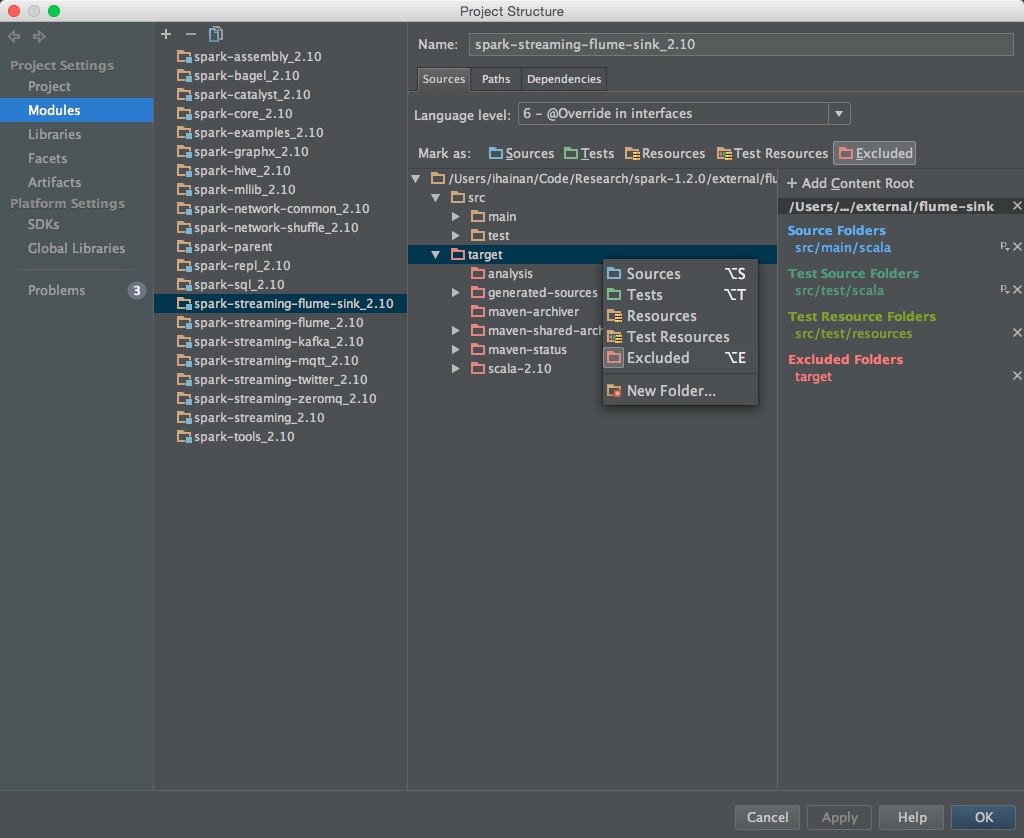 Project Structure
Project Settings
Project
Modules
Libraries
Facets
Artifacts
Platform Settings
SDKs
Global Libraries
Problems 3
spark-assembly_2.10
spark-bagel_2.10
spark-catalyst_2.10
spark-core_2.10
spark-examples_2.10
spark-graphx_2.10
spark-hive_2.10
spark-mllib_2.10
spark-network-common_2.10
spark-network-shuffle_2.10
spark-parent
spark-repl_2.10
spark-sql_2.10
spark-streaming-flume-sink_2.10
spark-streaming-flume_2.10
spark-streaming-kafka_2.10
spark-streaming-mqtt_2.10
spark-streaming-twitter_2.10
spark-streaming-zeromq_2.10
spark-streaming_2.10
spark-tools_2.10
Name: spark-streaming-flume-sink_2.10
Sources Paths Dependencies
Language level: 6 – @Override in interfaces
Mark as: Sources Tests Resources Test Resources Excluded
/Users/ihainan/Code/Research/spark-1.2.0/external/flu
src
main
test
target
analysis
generated-sources
maven-archiver
maven-shared-arch
maven-status
scala-2.10
Sources ⌥S
Tests ⌥T
Resources
Test Resources
Excluded ⌥E
New Folder...
+ Add Content Root
/Users/.../external/flume-sink
Source Folders
src/main/scala
Test Source Folders
src/test/scala
Test Resource Folders
src/test/resources
Excluded Folders
target
Cancel Apply Help OK